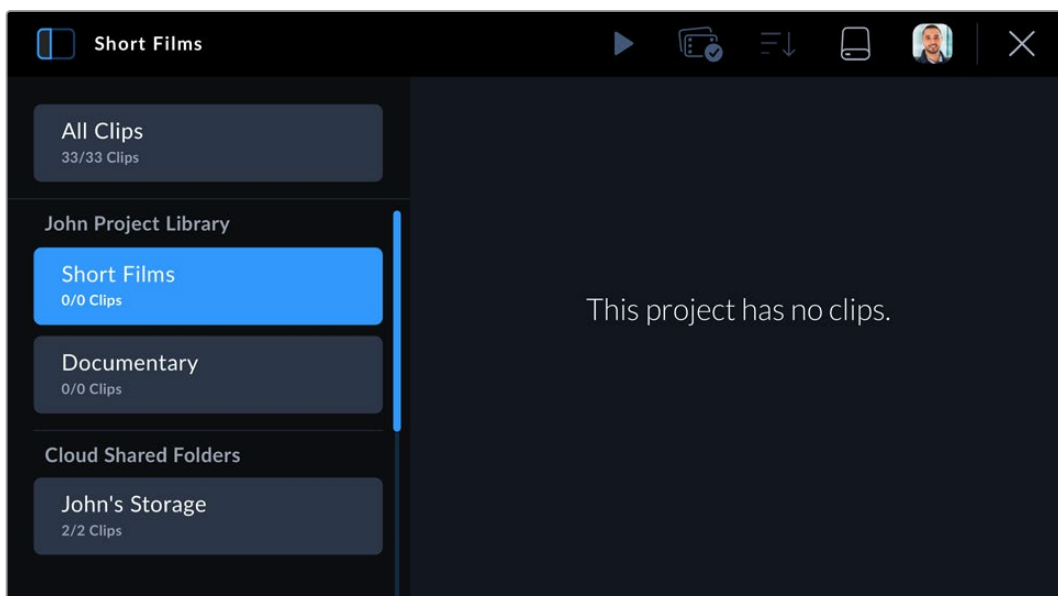 Short Films
All Clips
33/33 Clips
John Project Library
Short Films
0/0 Clips
Documentary
0/0 Clips
Cloud Shared Folders
John's Storage
2/2 Clips
This project has no clips.